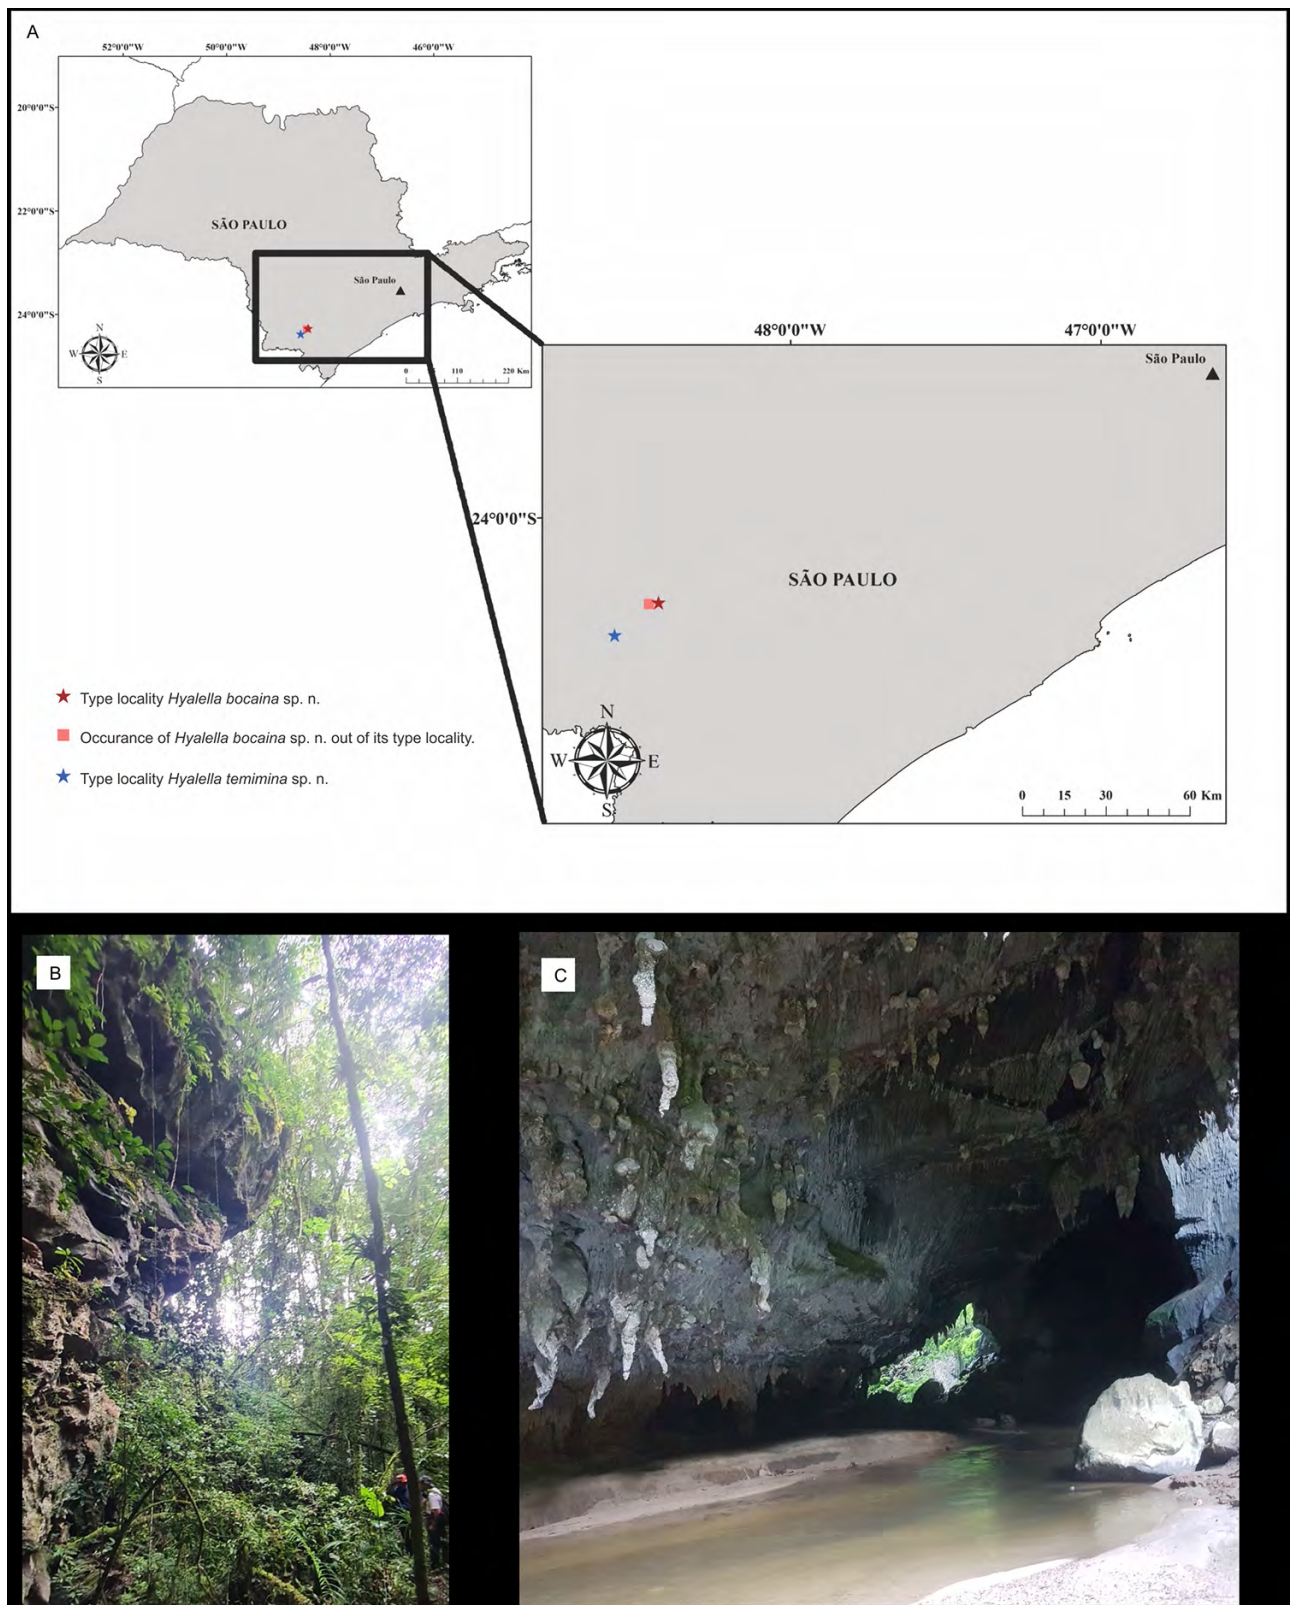 A
52°0'0"W 50°0'0"W 48°0'0"W 46°0'0"W
20°0'0"S
22°0'0"S
24°0'0"S
SÃO PAULO
São Paulo
N
W E
S
0 110 220 Km
48°0'0"W 47°0'0"W
24°0'0"S
São Paulo
SÃO PAULO
N
W E
S
0 15 30 60 Km
Type locality Hyalella bocaina sp. n.
Occurance of Hyalella bocaina sp. n. out of its type locality.
Type locality Hyalella temimina sp. n.
B
C